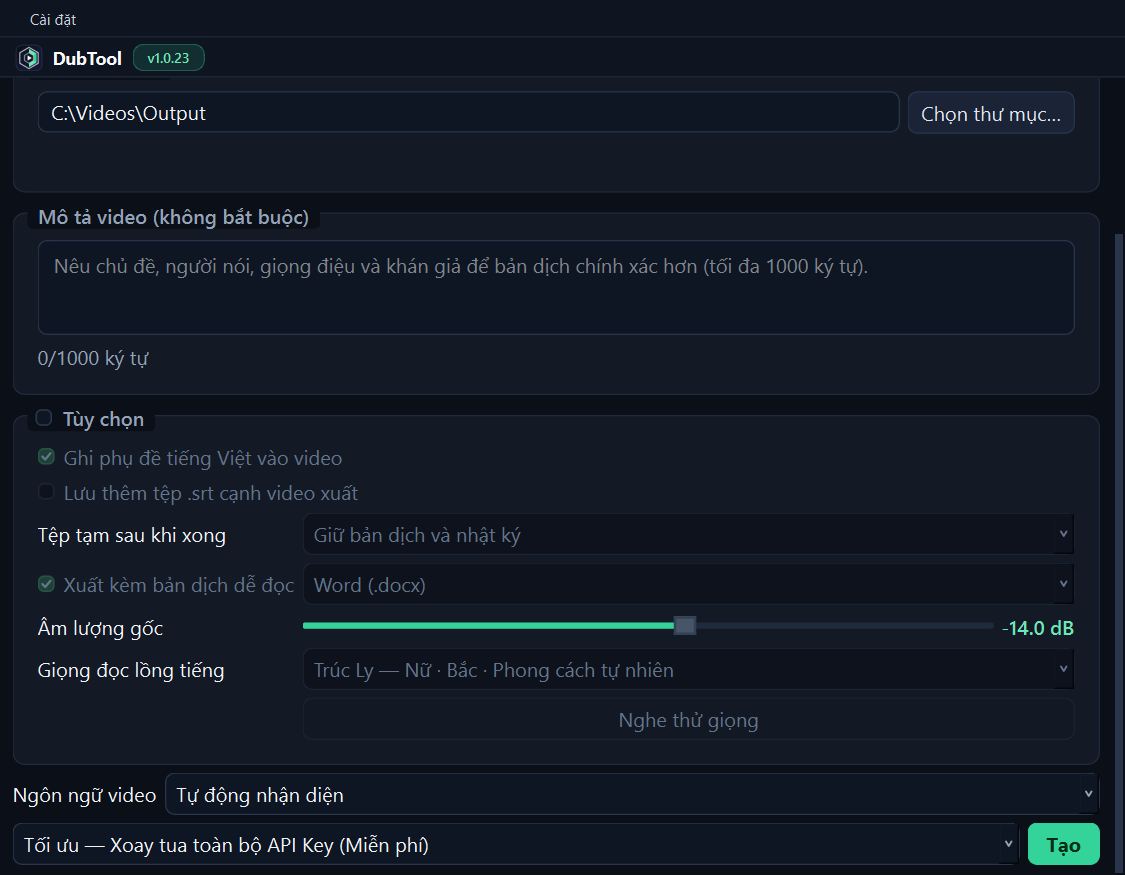 Cài đặt
DubTool v1.0.23
C:\Videos\Output Chọn thư mục...
Mô tả video (không bắt buộc)
Nêu chủ đề, người nói, giọng điệu và khán giả để bản dịch chính xác hơn (tối đa 1000 ký tự).
0/1000 ký tự
Tùy chọn
Ghi phụ đề tiếng Việt vào video
Lưu thêm tệp .srt cạnh video xuất
Tệp tạm sau khi xong Giữ bản dịch và nhật ký
Xuất kèm bản dịch dễ đọc Word (.docx)
Âm lượng gốc -14.0 dB
Giọng đọc lồng tiếng Trúc Ly — Nữ · Bắc · Phong cách tự nhiên
Nghe thử giọng
Ngôn ngữ video Tự động nhận diện
Tối ưu — Xoay tua toàn bộ API Key (Miễn phí) Tạo